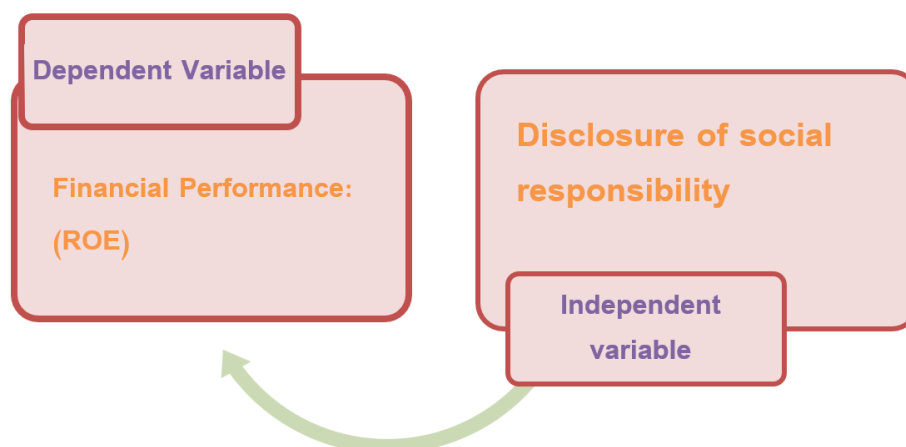 Dependent Variable
Financial Performance:
(ROE)
Disclosure of social
responsibility
Independent
variable